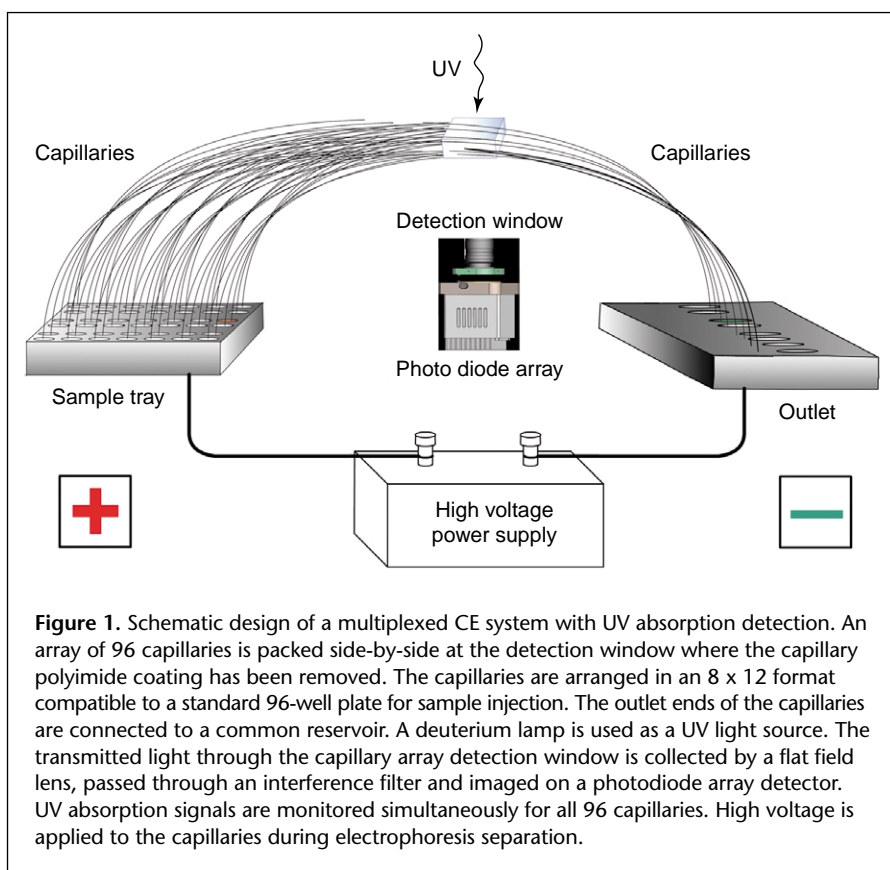 UV
Capillaries
Capillaries
Detection window
Photo diode array
Sample tray
Outlet
High voltage
power supply
Figure 1. Schematic design of a multiplexed CE system with UV absorption detection. An
array of 96 capillaries is packed side-by-side at the detection window where the capillary
polyimide coating has been removed. The capillaries are arranged in an 8 x 12 format
compatible to a standard 96-well plate for sample injection. The outlet ends of the capillaries
are connected to a common reservoir. A deuterium lamp is used as a UV light source. The
transmitted light through the capillary array detection window is collected by a flat field
lens, passed through an interference filter and imaged on a photodiode array detector.
UV absorption signals are monitored simultaneously for all 96 capillaries. High voltage is
applied to the capillaries during electrophoresis separation.